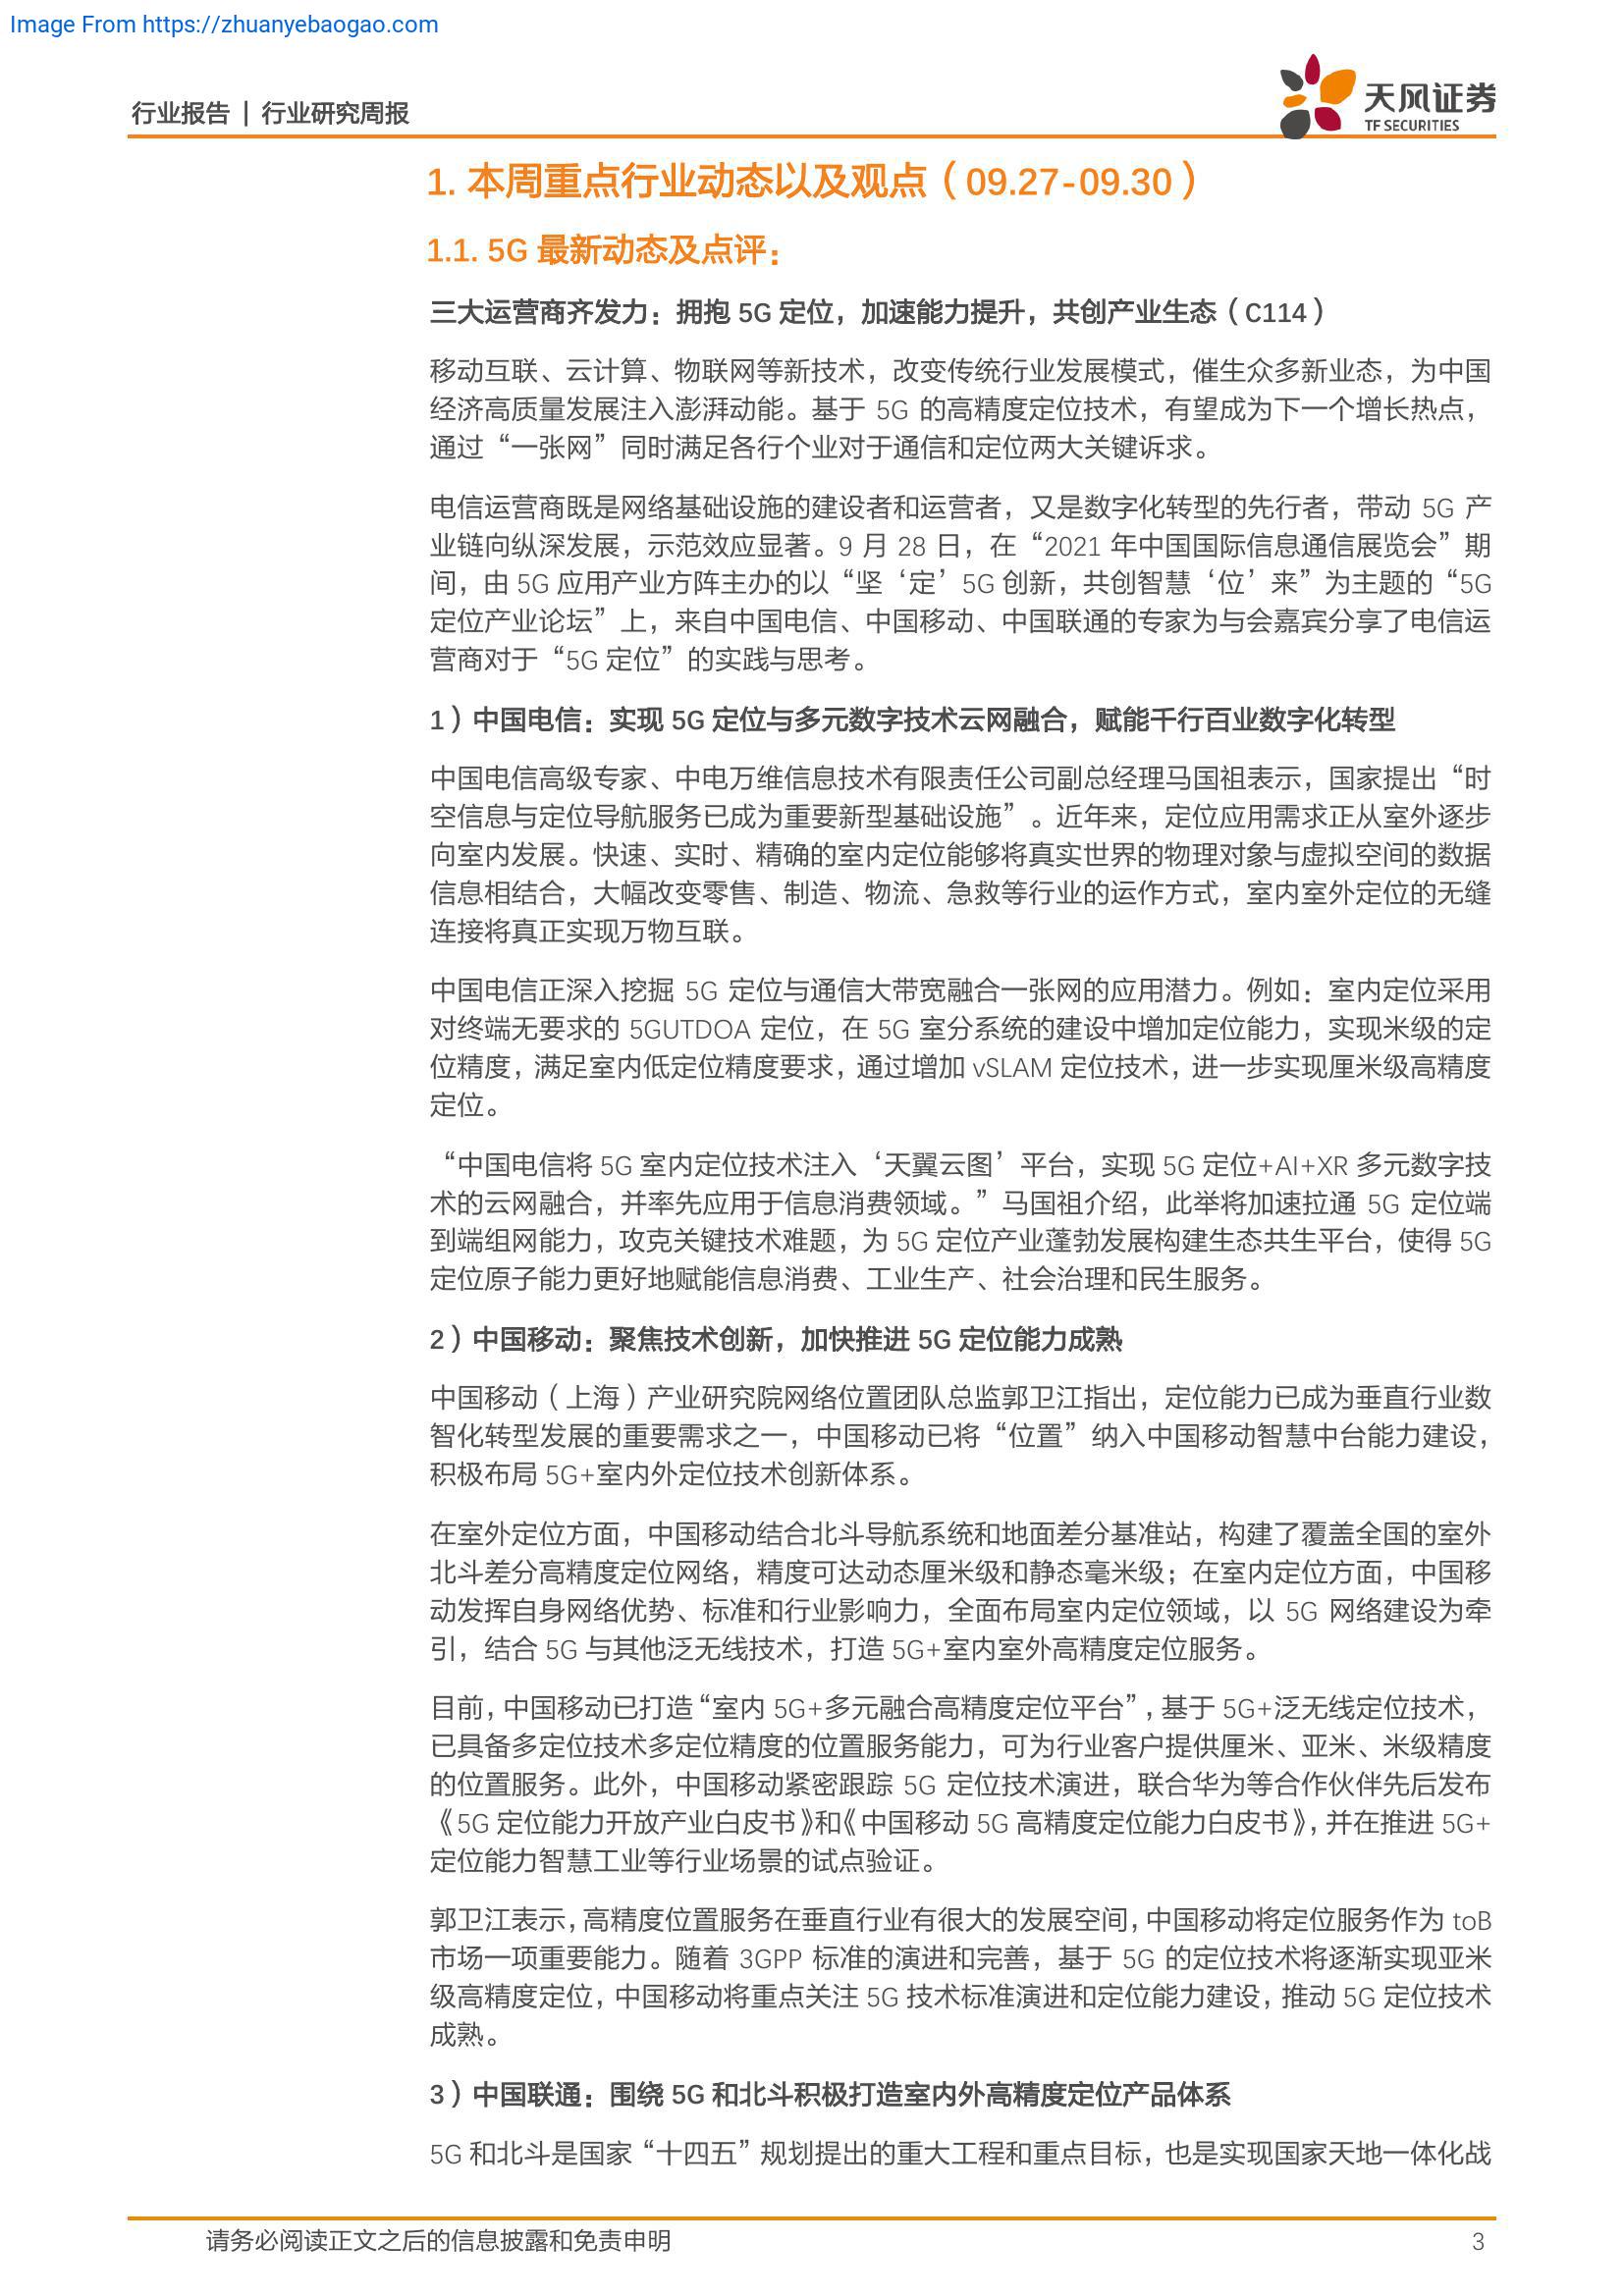 Image From https://zhuanyebaogao.com
行业报告 | 行业研究周报
天风证券
TF SECURITIES
1. 本周重点行业动态以及观点（09.27-09.30）
1.1. 5G 最新动态及点评：
三大运营商齐发力：拥抱 5G 定位，加速能力提升，共创产业生态（C114）
移动互联、云计算、物联网等新技术，改变传统行业发展模式，催生众多新业态，为中国
经济高质量发展注入澎湃动能。基于 5G 的高精度定位技术，有望成为下一个增长热点，
通过“一张网”同时满足各行个业对于通信和定位两大关键诉求。
电信运营商既是网络基础设施的建设者和运营者，又是数字化转型的先行者，带动 5G 产
业链向纵深发展，示范效应显著。9 月 28 日，在“2021 年中国国际信息通信展览会”期
间，由 5G 应用产业方阵主办的以“坚‘定’5G 创新，共创智慧‘位’来”为主题的“5G
定位产业论坛”上，来自中国电信、中国移动、中国联通的专家为与会嘉宾分享了电信运
营商对于“5G 定位”的实践与思考。
1）中国电信：实现 5G 定位与多元数字技术云网融合，赋能千行百业数字化转型
中国电信高级专家、中电万维信息技术有限责任公司副总经理马国祖表示，国家提出“时
空信息与定位导航服务已成为重要新型基础设施”。近年来，定位应用需求正从室外逐步
向室内发展。快速、实时、精确的室内定位能够将真实世界的物理对象与虚拟空间的数据
信息相结合，大幅改变零售、制造、物流、急救等行业的运作方式，室内室外定位的无缝
连接将真正实现万物互联。
中国电信正深入挖掘 5G 定位与通信大带宽融合一张网的应用潜力。例如：室内定位采用
对终端无要求的 5GUTDOA 定位，在 5G 室分系统的建设中增加定位能力，实现米级的定
位精度，满足室内低定位精度要求，通过增加 vSLAM 定位技术，进一步实现厘米级高精度
定位。
“中国电信将 5G 室内定位技术注入‘天翼云图’平台，实现 5G 定位+AI+XR 多元数字技
术的云网融合，并率先应用于信息消费领域。”马国祖介绍，此举将加速拉通 5G 定位端
到端组网能力，攻克关键技术难题，为 5G 定位产业蓬勃发展构建生态共生平台，使得 5G
定位原子能力更好地赋能信息消费、工业生产、社会治理和民生服务。
2）中国移动：聚焦技术创新，加快推进 5G 定位能力成熟
中国移动（上海）产业研究院网络位置团队总监郭卫江指出，定位能力已成为垂直行业数
智化转型发展的重要需求之一，中国移动已将“位置”纳入中国移动智慧中台能力建设，
积极布局 5G+室内外定位技术创新体系。
在室外定位方面，中国移动结合北斗导航系统和地面差分基准站，构建了覆盖全国的室外
北斗差分高精度定位网络，精度可达动态厘米级和静态毫米级；在室内定位方面，中国移
动发挥自身网络优势、标准和行业影响力，全面布局室内定位领域，以 5G 网络建设为牵
引，结合 5G 与其他泛无线技术，打造 5G+室内室外高精度定位服务。
目前，中国移动已打造“室内 5G+多元融合高精度定位平台”，基于 5G+泛无线定位技术，
已具备多定位技术多定位精度的位置服务能力，可为行业客户提供厘米、亚米、米级精度
的位置服务。此外，中国移动紧密跟踪 5G 定位技术演进，联合华为等合作伙伴先后发布
《5G 定位能力开放产业白皮书》和《中国移动 5G 高精度定位能力白皮书》，并在推进 5G+
定位能力智慧工业等行业场景的试点验证。
郭卫江表示，高精度位置服务在垂直行业有很大的发展空间，中国移动将定位服务作为 toB
市场一项重要能力。随着 3GPP 标准的演进和完善，基于 5G 的定位技术将逐渐实现亚米
级高精度定位，中国移动将重点关注 5G 技术标准演进和定位能力建设，推动 5G 定位技术
成熟。
3）中国联通：围绕 5G 和北斗积极打造室内外高精度定位产品体系
5G 和北斗是国家“十四五”规划提出的重大工程和重点目标，也是实现国家天地一体化战
请务必阅读正文之后的信息披露和免责申明
3